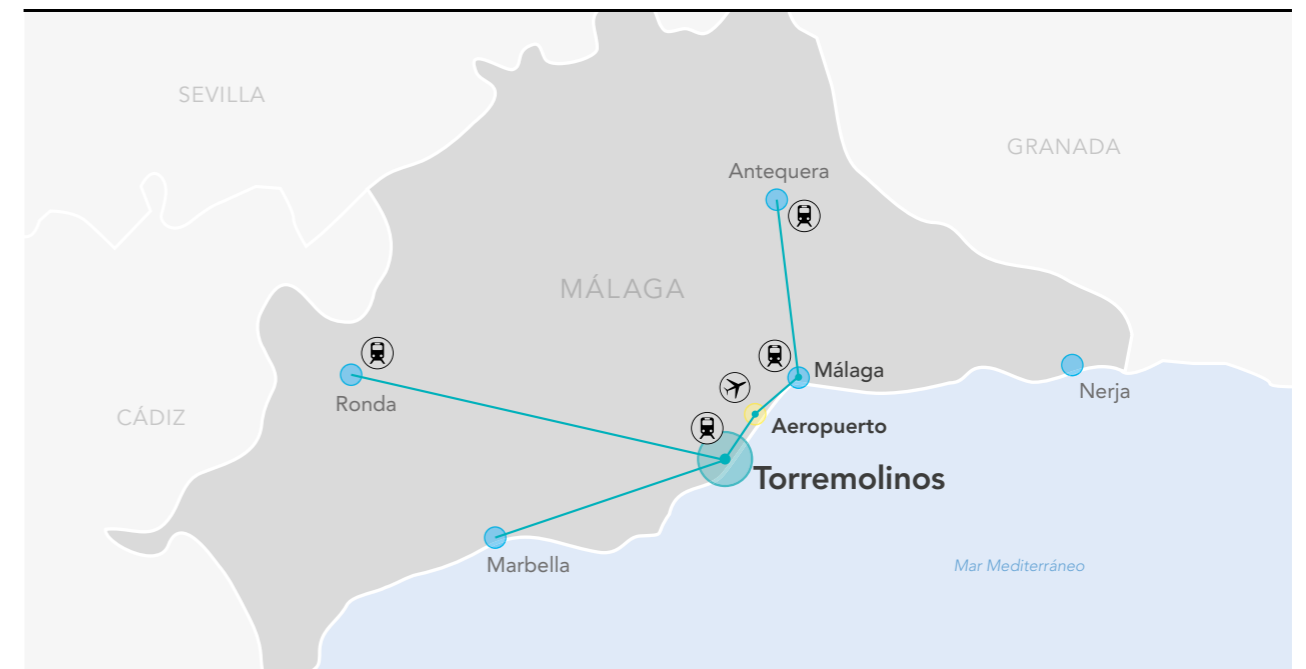 SEVILLA
GRANADA
Antequera
MÁLAGA
Málaga
Ronda
Nerja
CÁDIZ
Aeropuerto
Torremolinos
Marbella
Mar Mediterráneo